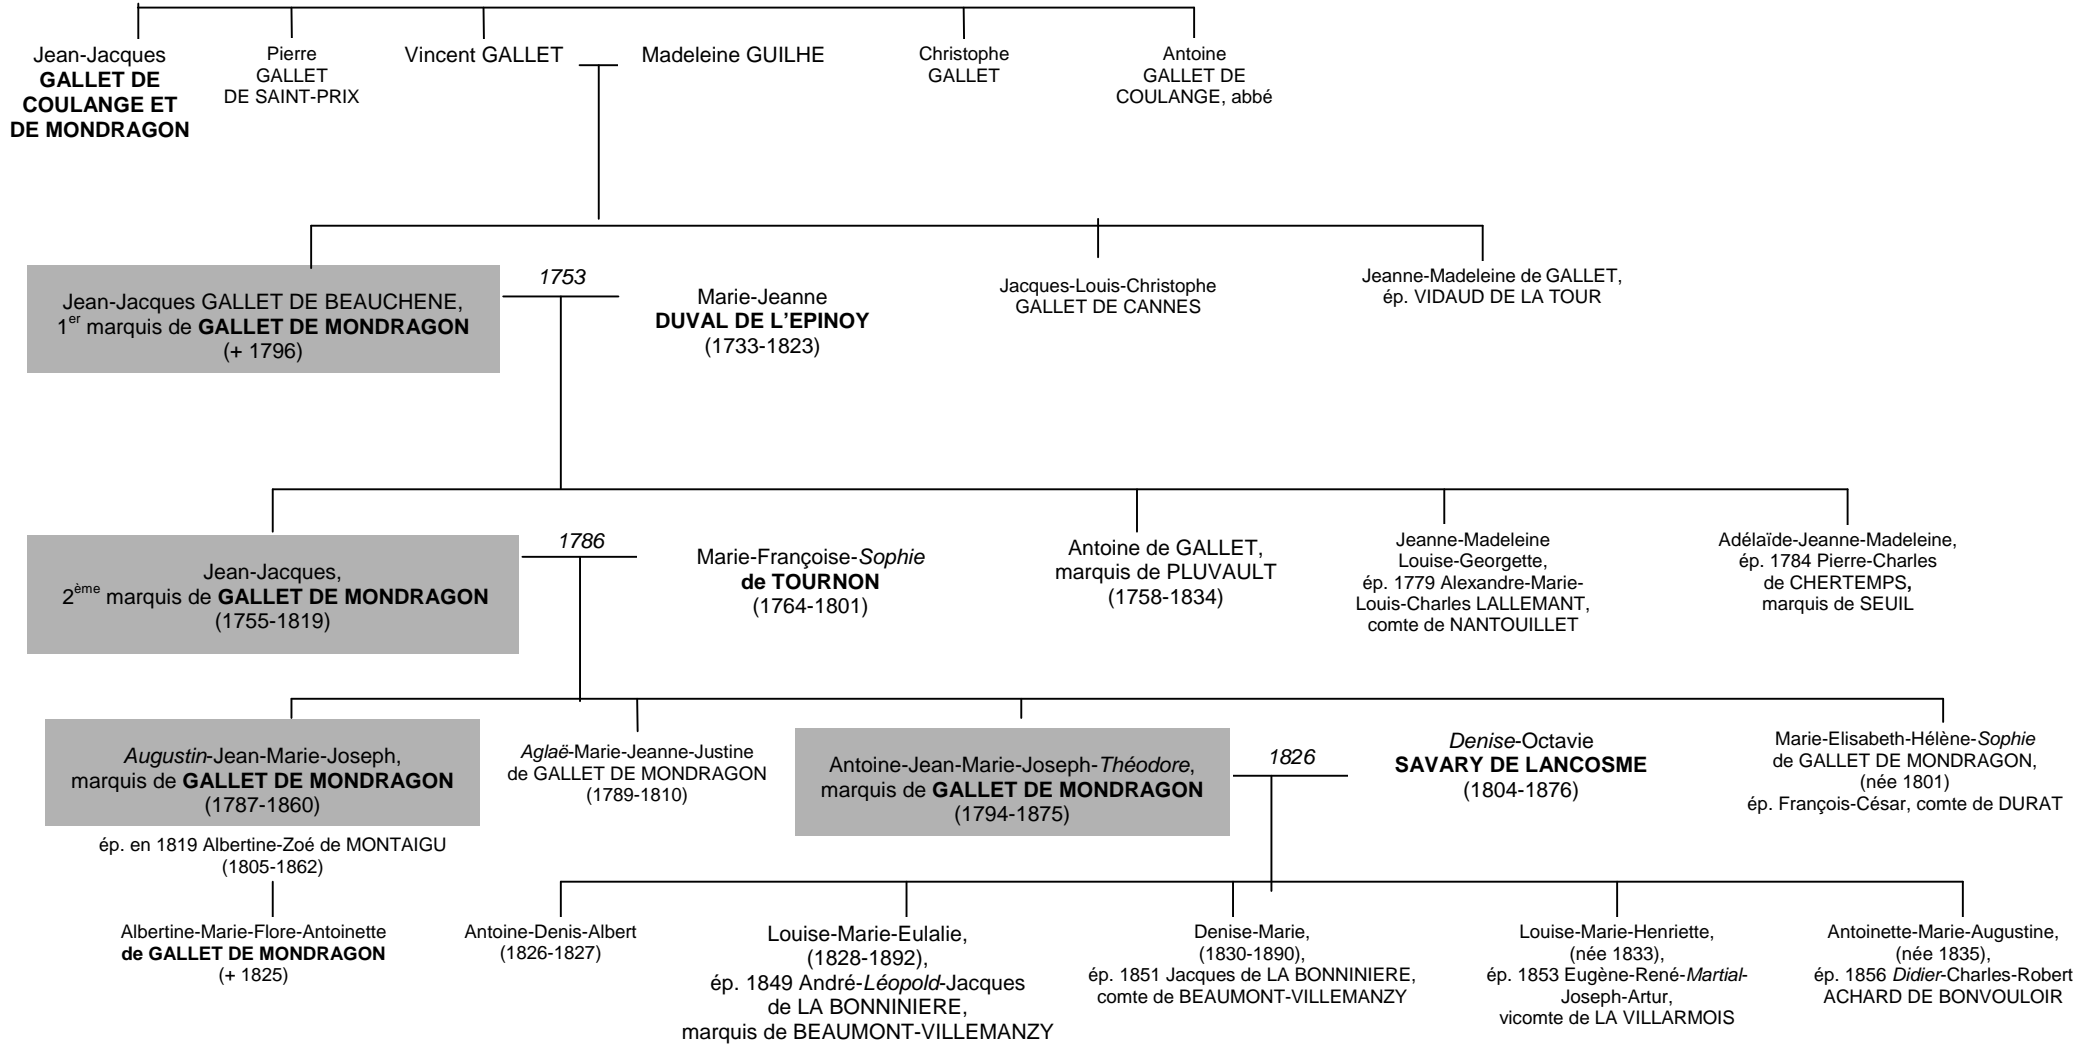 Jean-Jacques
GALLET DE
COULANGE ET
DE MONDRAGON
Pierre
GALLET
DE SAINT-PRIX
Vincent GALLET
Madeleine GUILHE
Christophe
GALLET
Antoine
GALLET DE
COULANGE, abbé
Jean-Jacques GALLET DE BEAUCHENE,
1er marquis de GALLET DE MONDRAGON
(+ 1796)
1753
Marie-Jeanne
DUVAL DE L’EPINOY
(1733-1823)
Jacques-Louis-Christophe
GALLET DE CANNES
Jeanne-Madeleine de GALLET,
ép. VIDAUD DE LA TOUR
Jean-Jacques,
2ème marquis de GALLET DE MONDRAGON
(1755-1819)
1786
Marie-Françoise-Sophie
de TOURNON
(1764-1801)
Antoine de GALLET,
marquis de PLUVAULT
(1758-1834)
Jeanne-Madeleine
Louise-Georgette,
ép. 1779 Alexandre-Marie-
Louis-Charles LALLEMANT,
comte de NANTOUILLET
Adélaïde-Jeanne-Madeleine,
ép. 1784 Pierre-Charles
de CHERTEMPS,
marquis de SEUIL
Augustin-Jean-Marie-Joseph,
marquis de GALLET DE MONDRAGON
(1787-1860)
ép. en 1819 Albertine-Zoé de MONTAIGU
(1805-1862)
Aglaë-Marie-Jeanne-Justine
de GALLET DE MONDRAGON
(1789-1810)
Antoine-Jean-Marie-Joseph-Théodore,
marquis de GALLET DE MONDRAGON
(1794-1875)
1826
Denise-Octavie
SAVARY DE LANCOSME
(1804-1876)
Marie-Elisabeth-Hélène-Sophie
de GALLET DE MONDRAGON,
(née 1801)
ép. François-César, comte de DURAT
Albertine-Marie-Flore-Antoinette
de GALLET DE MONDRAGON
(+ 1825)
Antoine-Denis-Albert
(1826-1827)
Louise-Marie-Eulalie,
(1828-1892),
ép. 1849 André-Léopold-Jacques
de LA BONNINIERE,
marquis de BEAUMONT-VILLEMANZY
Denise-Marie,
(1830-1890),
ép. 1851 Jacques de LA BONNINIERE,
comte de BEAUMONT-VILLEMANZY
Louise-Marie-Henriette,
(née 1833),
ép. 1853 Eugène-René-Martial-
Joseph-Artur,
vicomte de LA VILLARMOIS
Antoinette-Marie-Augustine,
(née 1835),
ép. 1856 Didier-Charles-Robert
ACHARD DE BONVOULOIR